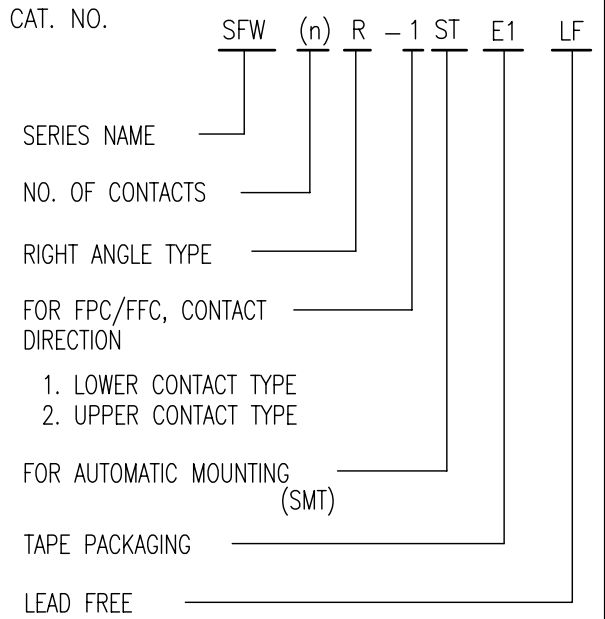 CAT. NO.
SFW (n) R – 1 ST E1 LF
SERIES NAME
NO. OF CONTACTS
RIGHT ANGLE TYPE
FOR FPC/FFC, CONTACT
DIRECTION
1. LOWER CONTACT TYPE
2. UPPER CONTACT TYPE
FOR AUTOMATIC MOUNTING
(SMT)
TAPE PACKAGING
LEAD FREE